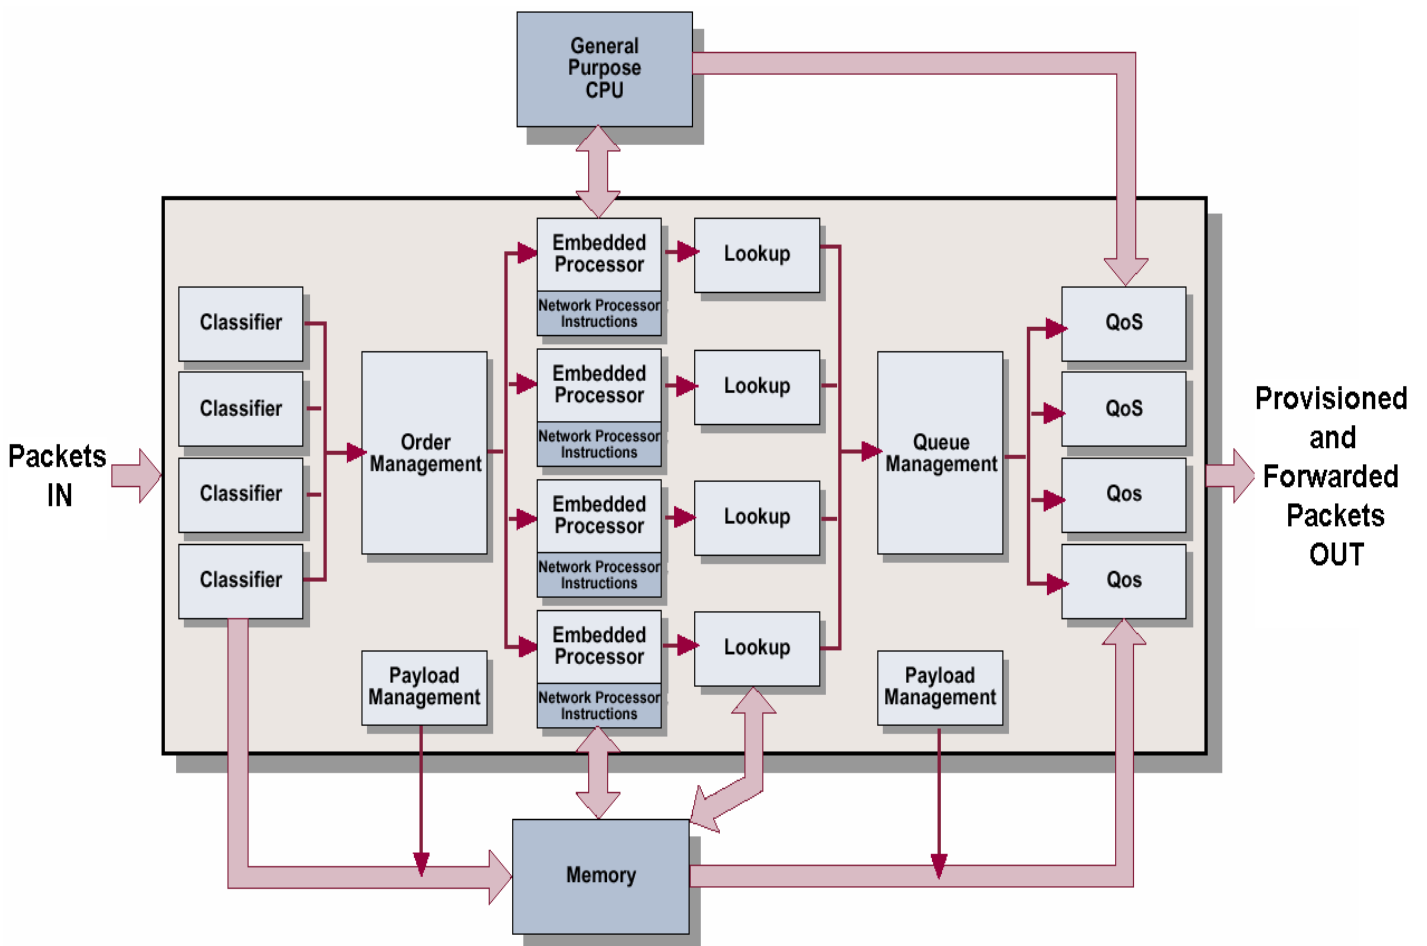 General
Purpose
CPU
Packets
IN
Classifier
Classifier
Classifier
Classifier
Order
Management
Payload
Management
Embedded
Processor
Network Processor
Instructions
Embedded
Processor
Network Processor
Instructions
Embedded
Processor
Network Processor
Instructions
Embedded
Processor
Network Processor
Instructions
Lookup
Lookup
Lookup
Lookup
Queue
Management
Payload
Management
QoS
QoS
Qos
Qos
Provisioned
and
Forwarded
Packets
OUT
Memory